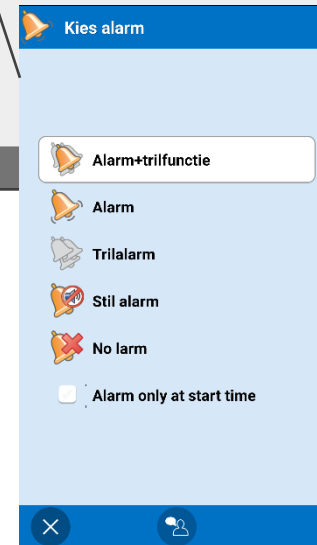 Kies alarm
Alarm+trilfunctie
Alarm
Trilalarm
Stil alarm
No larm
Alarm only at start time